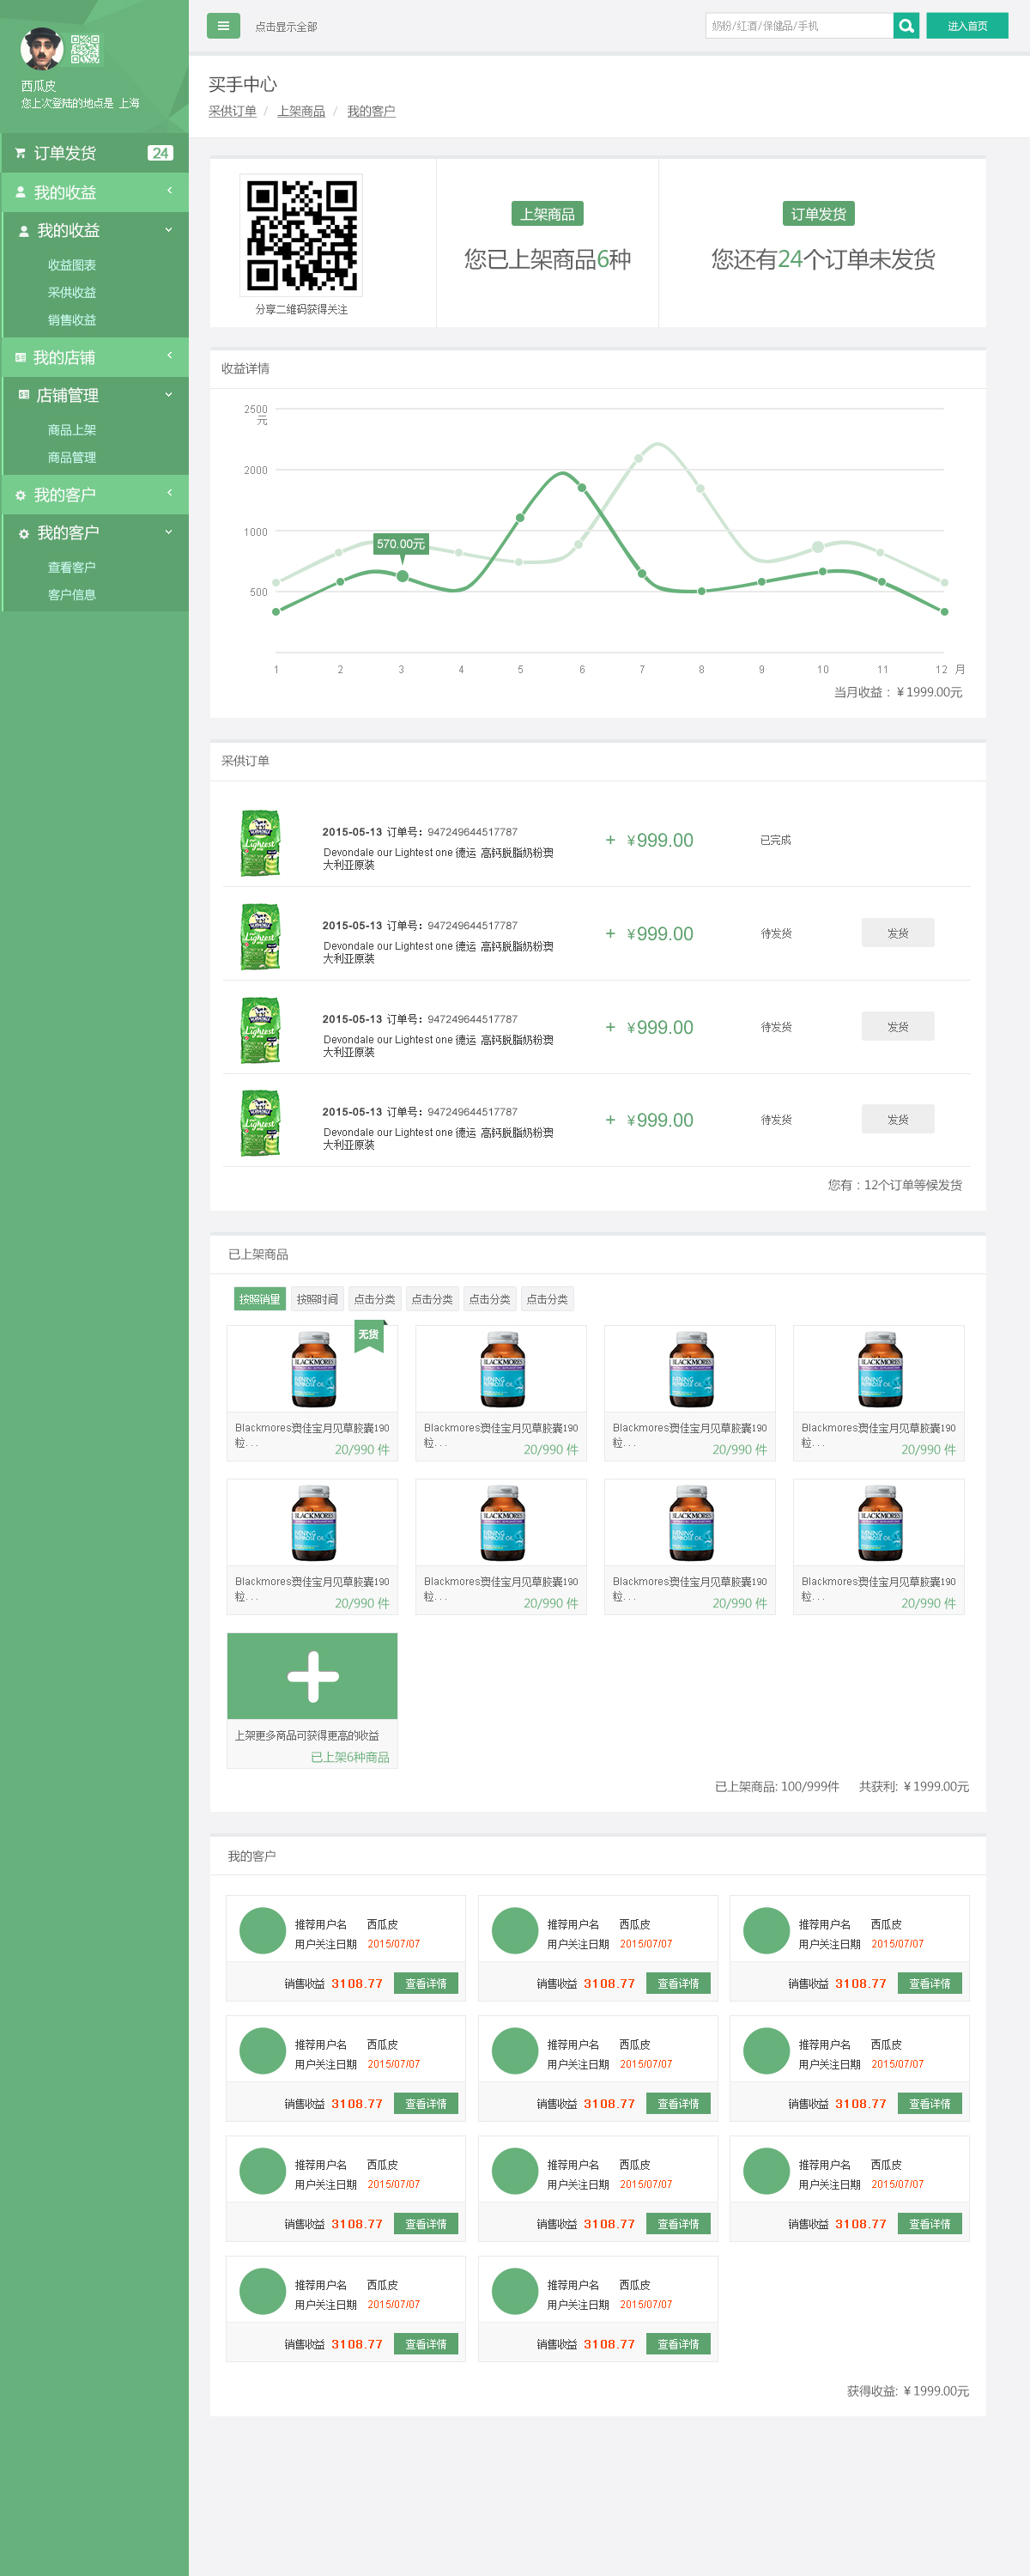 西瓜皮
您上次登陆的地点是 上海
订单发货 24
我的收益
我的收益
收益图表
采供收益
销售收益
我的店铺
店铺管理
商品上架
商品管理
我的客户
我的客户
查看客户
客户信息
点击显示全部
奶粉/红酒/保健品/手机
进入首页
买手中心
采供订单 / 上架商品 / 我的客户
分享二维码获得关注
上架商品
您已上架商品6种
订单发货
您还有24个订单未发货
收益详情
2500
元
2000
1000
500
570.00元
1 2 3 4 5 6 7 8 9 10 11 12 月
当月收益： ¥1999.00元
采供订单
2015-05-13 订单号：947249644517787
Devondale our Lightest one 德运 高钙脱脂奶粉澳
大利亚原装
+ ¥999.00
已完成
2015-05-13 订单号：947249644517787
Devondale our Lightest one 德运 高钙脱脂奶粉澳
大利亚原装
+ ¥999.00
待发货
发货
2015-05-13 订单号：947249644517787
Devondale our Lightest one 德运 高钙脱脂奶粉澳
大利亚原装
+ ¥999.00
待发货
发货
2015-05-13 订单号：947249644517787
Devondale our Lightest one 德运 高钙脱脂奶粉澳
大利亚原装
+ ¥999.00
待发货
发货
您有：12个订单等候发货
已上架商品
按照销量 按照时间 点击分类 点击分类 点击分类 点击分类
无货
BLACKMORES BLACKMORES BLACKMORES BLACKMORES
EVENING PRIMROSE OIL EVENING PRIMROSE OIL EVENING PRIMROSE OIL EVENING PRIMROSE OIL
Blackmores澳佳宝月见草胶囊190 Blackmores澳佳宝月见草胶囊190 Blackmores澳佳宝月见草胶囊190 Blackmores澳佳宝月见草胶囊190
粒... 20/990 件 粒... 20/990 件 粒... 20/990 件 粒... 20/990 件
BLACKMORES BLACKMORES BLACKMORES BLACKMORES
EVENING PRIMROSE OIL EVENING PRIMROSE OIL EVENING PRIMROSE OIL EVENING PRIMROSE OIL
Blackmores澳佳宝月见草胶囊190 Blackmores澳佳宝月见草胶囊190 Blackmores澳佳宝月见草胶囊190 Blackmores澳佳宝月见草胶囊190
粒... 20/990 件 粒... 20/990 件 粒... 20/990 件 粒... 20/990 件
上架更多商品可获得更高的收益
已上架6种商品
已上架商品: 100/999件 共获利: ¥1999.00元
我的客户
推荐用户名 西瓜皮 推荐用户名 西瓜皮 推荐用户名 西瓜皮
用户关注日期 2015/07/07 用户关注日期 2015/07/07 用户关注日期 2015/07/07
销售收益 3108.77 查看详情 销售收益 3108.77 查看详情 销售收益 3108.77 查看详情
推荐用户名 西瓜皮 推荐用户名 西瓜皮 推荐用户名 西瓜皮
用户关注日期 2015/07/07 用户关注日期 2015/07/07 用户关注日期 2015/07/07
销售收益 3108.77 查看详情 销售收益 3108.77 查看详情 销售收益 3108.77 查看详情
推荐用户名 西瓜皮 推荐用户名 西瓜皮 推荐用户名 西瓜皮
用户关注日期 2015/07/07 用户关注日期 2015/07/07 用户关注日期 2015/07/07
销售收益 3108.77 查看详情 销售收益 3108.77 查看详情 销售收益 3108.77 查看详情
推荐用户名 西瓜皮 推荐用户名 西瓜皮
用户关注日期 2015/07/07 用户关注日期 2015/07/07
销售收益 3108.77 查看详情 销售收益 3108.77 查看详情
获得收益: ¥1999.00元